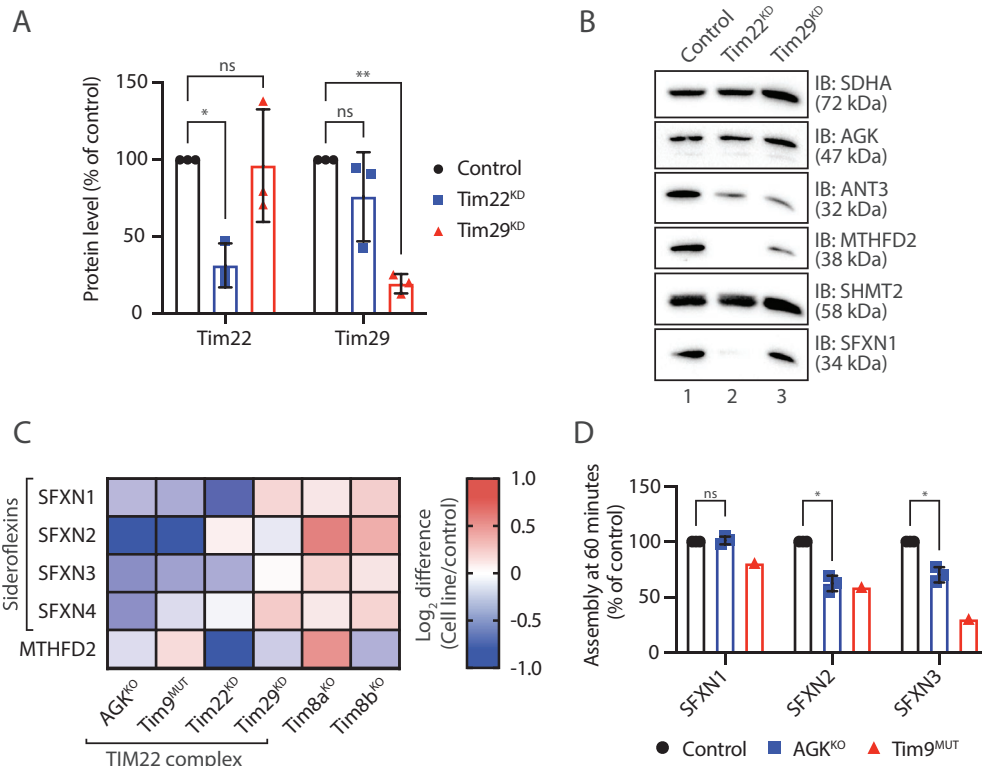 A
Protein level (% of control)
150
100
50
0
ns
*
**
ns
Tim22
Tim29
Control
Tim22KD
Tim29KD
B
Control
Tim22KD
Tim29KD
IB: SDHA
(72 kDa)
IB: AGK
(47 kDa)
IB: ANT3
(32 kDa)
IB: MTHFD2
(38 kDa)
IB: SHMT2
(58 kDa)
IB: SFXN1
(34 kDa)
1 2 3
C
Sideroflexins
SFXN1
SFXN2
SFXN3
SFXN4
MTHFD2
AGKKO
Tim9MUT
Tim22KD
Tim29KD
Tim8aKO
Tim8bKO
TIM22 complex
Log2 difference
(Cell line/control)
1.0
0.5
0
-0.5
-1.0
D
Assembly at 60 minutes
(% of control)
150
100
50
0
ns
*
*
SFXN1
SFXN2
SFXN3
Control AGKKO Tim9MUT